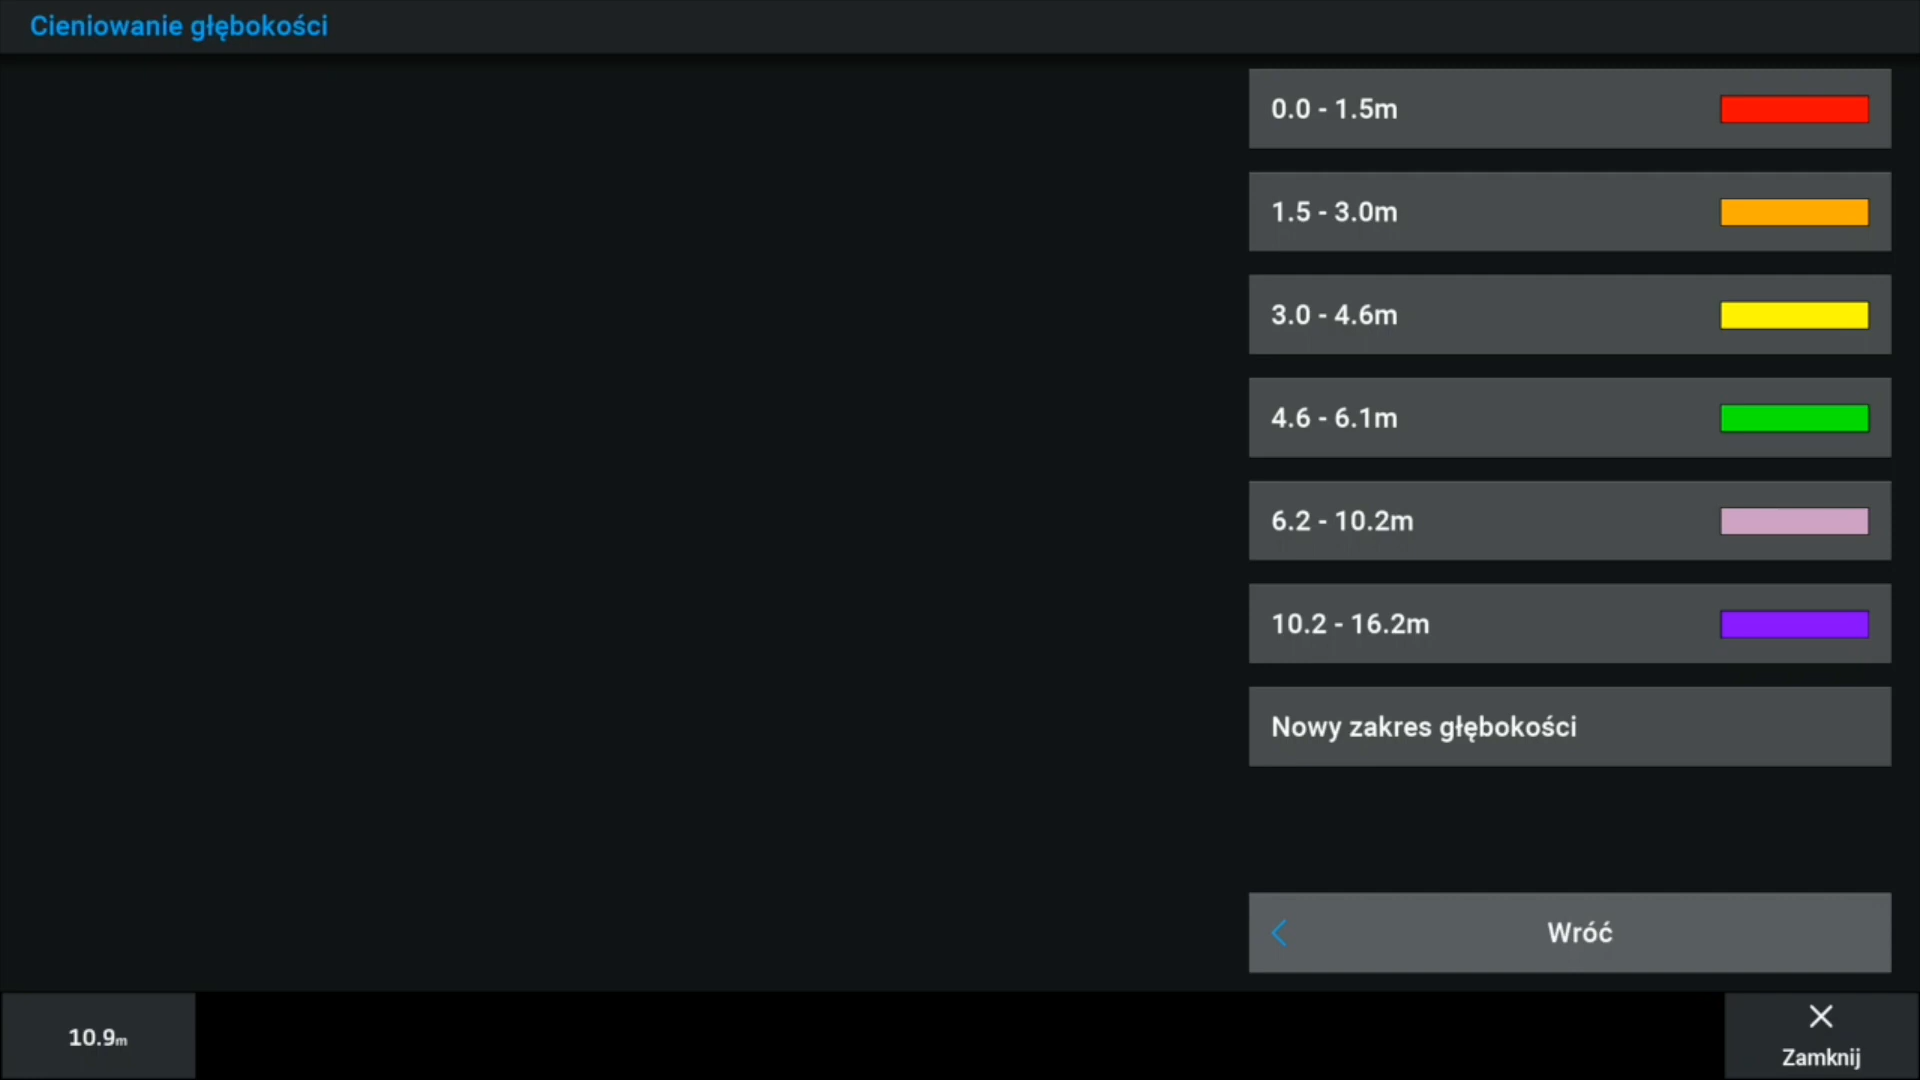 Cieniowanie głębokości
0.0 - 1.5m
1.5 - 3.0m
3.0 - 4.6m
4.6 - 6.1m
6.2 - 10.2m
10.2 - 16.2m
Nowy zakres głębokości
Wróć
10.9m
Zamknij